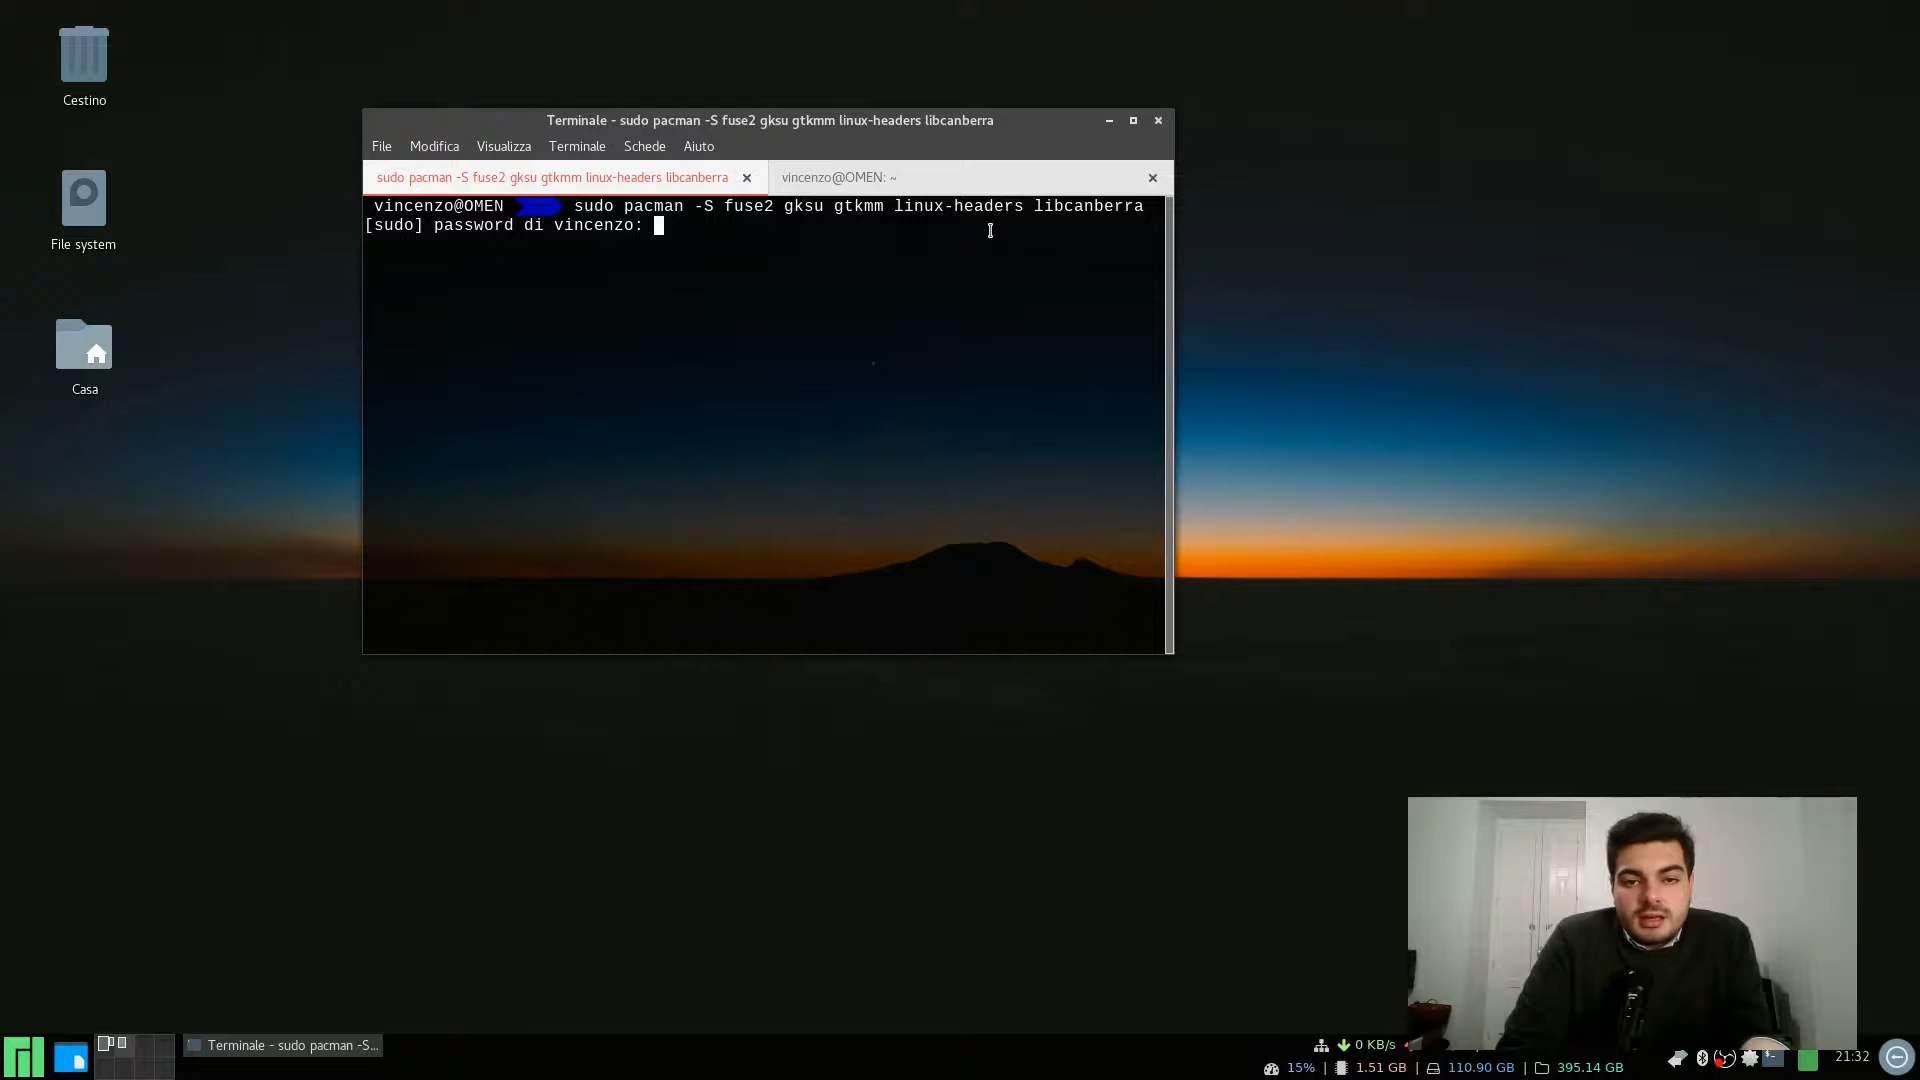 Cestino
File system
Casa
Terminale - sudo pacman -S fuse2 gksu gtkmm linux-headers libcanberra
File Modifica Visualizza Terminale Schede Aiuto
sudo pacman -S fuse2 gksu gtkmm linux-headers libcanberra
vincenzo@OMEN: ~
vincenzo@OMEN sudo pacman -S fuse2 gksu gtkmm linux-headers libcanberra
[sudo] password di vincenzo:
Terminale - sudo pacman -S...
0 KB/s
15% | 1.51 GB | 110.90 GB | 395.14 GB
21:32